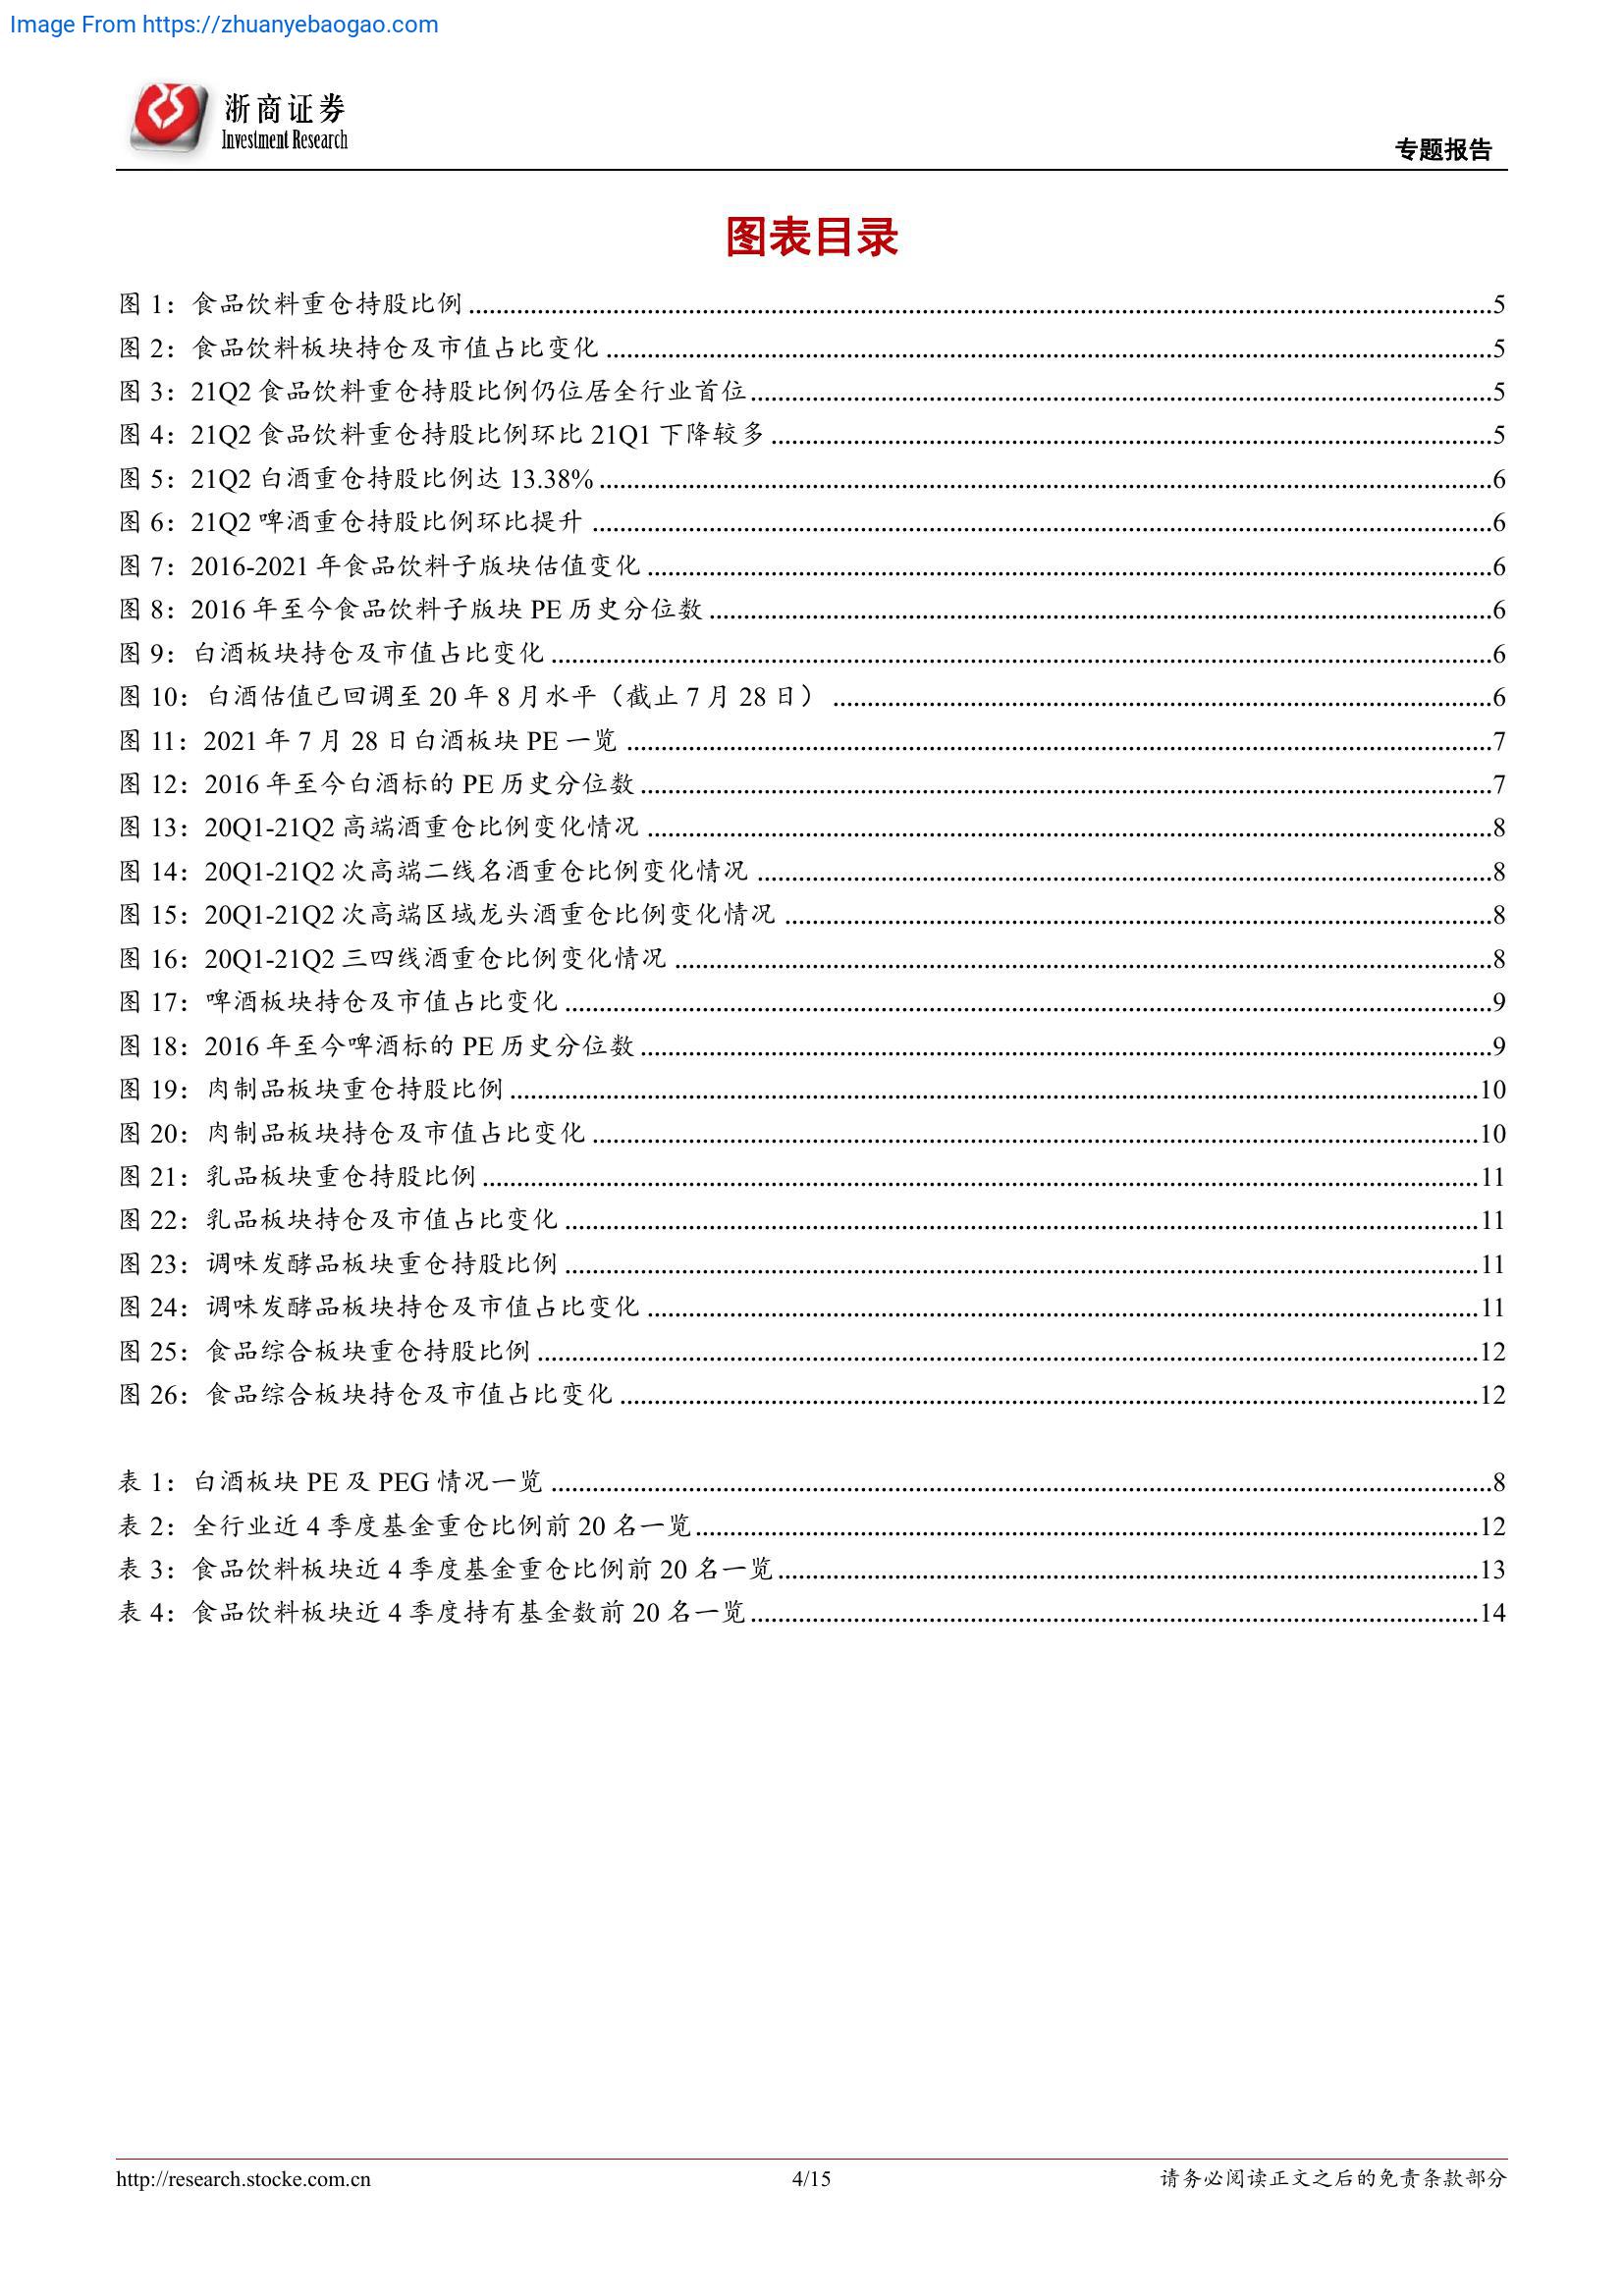 Image From https://zhuanyebaogao.com
浙商证券
Investment Research
专题报告
图表目录
图 1：食品饮料重仓持股比例5
图 2：食品饮料板块持仓及市值占比变化5
图 3：21Q2 食品饮料重仓持股比例仍位居全行业首位5
图 4：21Q2 食品饮料重仓持股比例环比 21Q1 下降较多5
图 5：21Q2 白酒重仓持股比例达 13.38%6
图 6：21Q2 啤酒重仓持股比例环比提升6
图 7：2016-2021 年食品饮料子版块估值变化6
图 8：2016 年至今食品饮料子版块 PE 历史分位数6
图 9：白酒板块持仓及市值占比变化6
图 10：白酒估值已回调至 20 年 8 月水平（截止 7 月 28 日）6
图 11：2021 年 7 月 28 日白酒板块 PE 一览7
图 12：2016 年至今白酒标的 PE 历史分位数7
图 13：20Q1-21Q2 高端酒重仓比例变化情况8
图 14：20Q1-21Q2 次高端二线名酒重仓比例变化情况8
图 15：20Q1-21Q2 次高端区域龙头酒重仓比例变化情况8
图 16：20Q1-21Q2 三四线酒重仓比例变化情况8
图 17：啤酒板块持仓及市值占比变化9
图 18：2016 年至今啤酒标的 PE 历史分位数9
图 19：肉制品板块重仓持股比例10
图 20：肉制品板块持仓及市值占比变化10
图 21：乳品板块重仓持股比例11
图 22：乳品板块持仓及市值占比变化11
图 23：调味发酵品板块重仓持股比例11
图 24：调味发酵品板块持仓及市值占比变化11
图 25：食品综合板块重仓持股比例12
图 26：食品综合板块持仓及市值占比变化12
表 1：白酒板块 PE 及 PEG 情况一览8
表 2：全行业近 4 季度基金重仓比例前 20 名一览12
表 3：食品饮料板块近 4 季度基金重仓比例前 20 名一览13
表 4：食品饮料板块近 4 季度持有基金数前 20 名一览14
http://research.stocke.com.cn
4/15
请务必阅读正文之后的免责条款部分